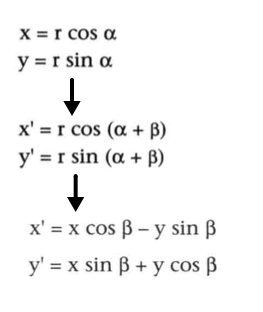 x = r cos α
y = r sin α
x' = r cos (α + β)
y' = r sin (α + β)
x' = x cos β – y sin β
y' = x sin β + y cos β